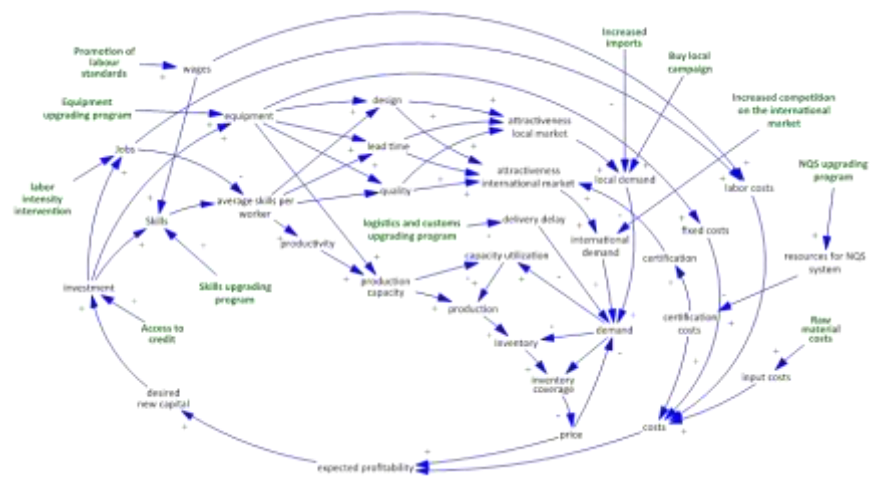 Increased
imports
Promotion of
labour
standards
wages
Buy local
campaign
Increased competition
on the international
market
Equipment
upgrading program
equipment
design
attractiveness
local market
Jobs
lead time
NQS upgrading
program
attractiveness
international market
local demand
labor costs
labor
intensity
intervention
quality
average skills per
worker
Skills
logistics and customs
upgrading program
delivery delay
fixed costs
productivity
international
demand
capacity utilization
certification
resources for NQS
system
investment
Skills upgrading
program
production
capacity
production
certification
costs
Access to
credit
inventory
demand
Raw
material
costs
inventory
coverage
input costs
desired
new capital
price
costs
expected profitability